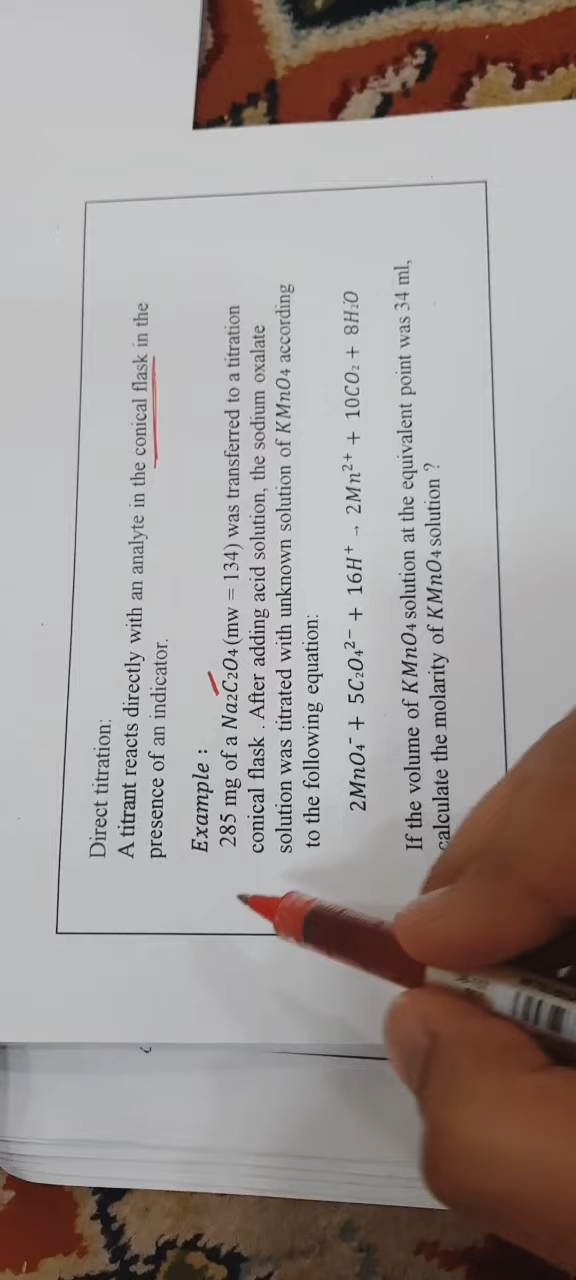 Direct titration:
A titrant reacts directly with an analyte in the conical flask in the
presence of an indicator.
Example :
285 mg of a Na2C2O4 (mw = 134) was transferred to a titration
conical flask . After adding acid solution, the sodium oxalate
solution was titrated with unknown solution of KMnO4 according
to the following equation:
2MnO₄⁻ + 5C₂O₄²⁻ + 16H⁺ → 2Mn²⁺ + 10CO₂ + 8H₂O
If the volume of KMnO4 solution at the equivalent point was 34 ml,
calculate the molarity of KMnO4 solution ?